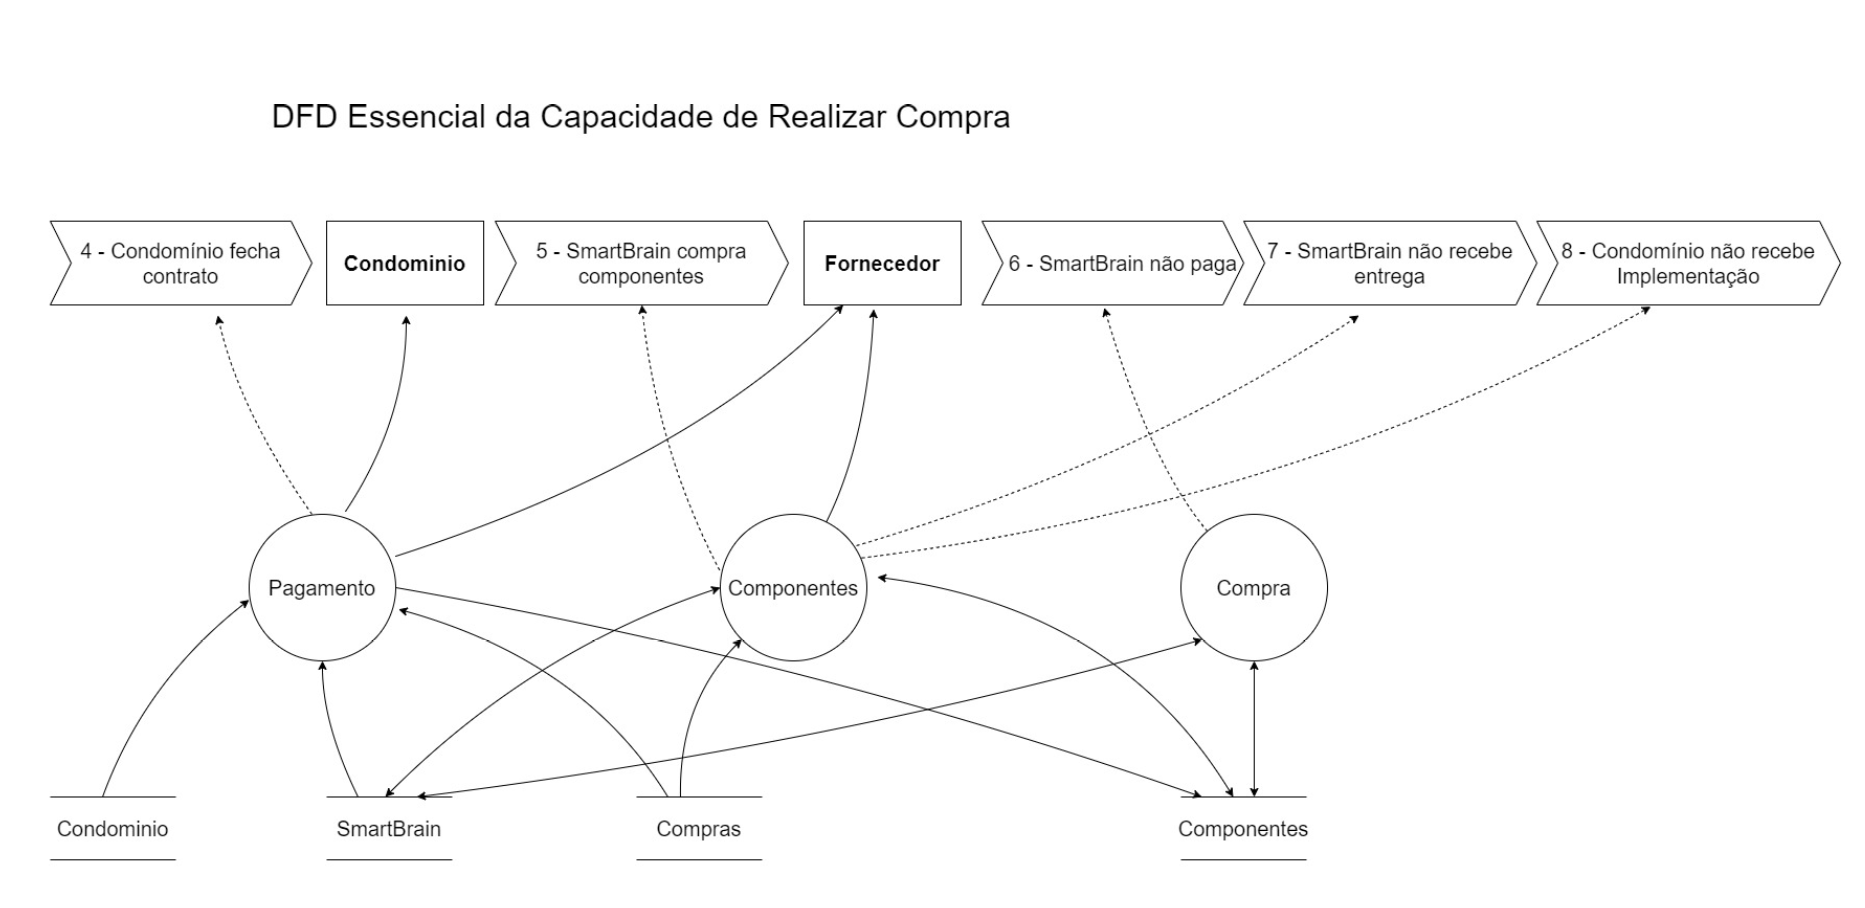 DFD Essencial da Capacidade de Realizar Compra
4 - Condomínio fecha
contrato
Condominio
5 - SmartBrain compra
componentes
Fornecedor
6 - SmartBrain não paga
7 - SmartBrain não recebe
entrega
8 - Condomínio não recebe
Implementação
Pagamento
Componentes
Compra
Condominio
SmartBrain
Compras
Componentes